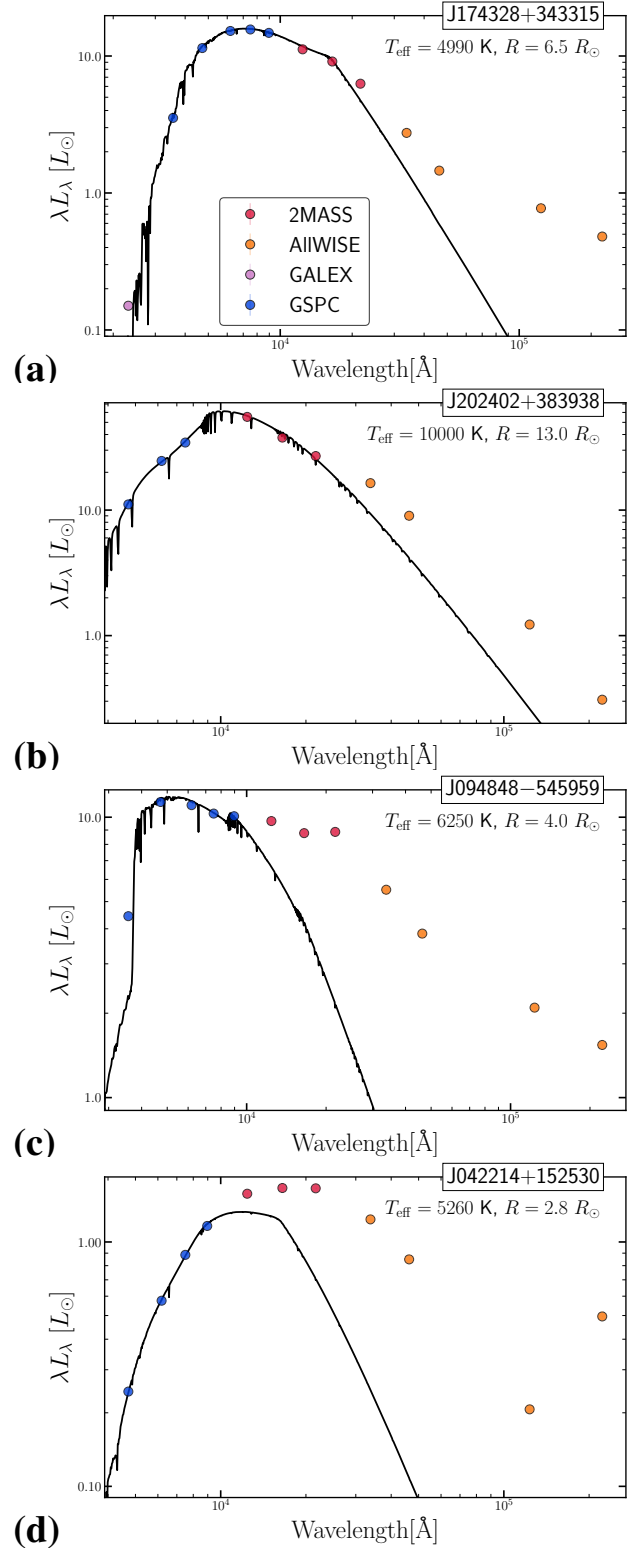 J174328+343315
T_eff = 4990 K, R = 6.5 R_⊙
10.0
1.0
0.1
λL_λ [L_⊙]
2MASS
AllWISE
GALEX
GSPC
10^4
10^5
Wavelength[Å]
(a)
J202402+383938
T_eff = 10000 K, R = 13.0 R_⊙
10.0
1.0
λL_λ [L_⊙]
10^4
10^5
Wavelength[Å]
(b)
J094848−545959
T_eff = 6250 K, R = 4.0 R_⊙
10.0
1.0
λL_λ [L_⊙]
10^4
10^5
Wavelength[Å]
(c)
J042214+152530
T_eff = 5260 K, R = 2.8 R_⊙
1.00
0.10
λL_λ [L_⊙]
10^4
10^5
Wavelength[Å]
(d)